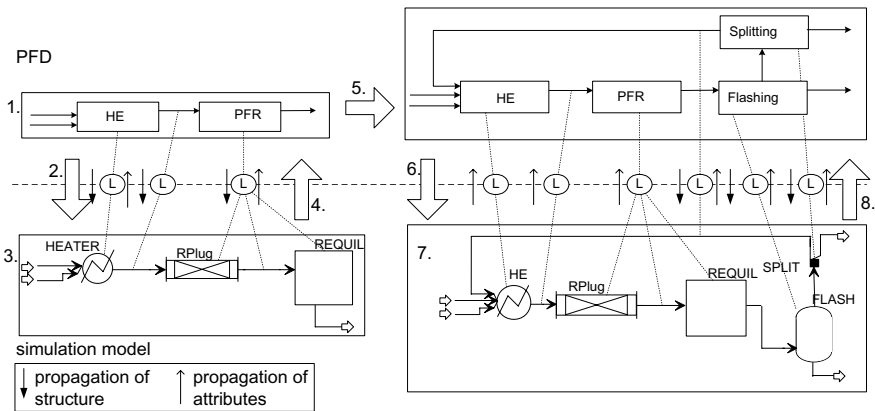 PFD
Splitting
5.
1.
HE
PFR
HE
PFR
Flashing
2.
L
L
L
4.
6.
L
L
L
L
L
L
8.
3.
HEATER
RPlug
REQUIL
7.
HE
RPlug
REQUIL
SPLIT
FLASH
simulation model
propagation of
structure
propagation of
attributes